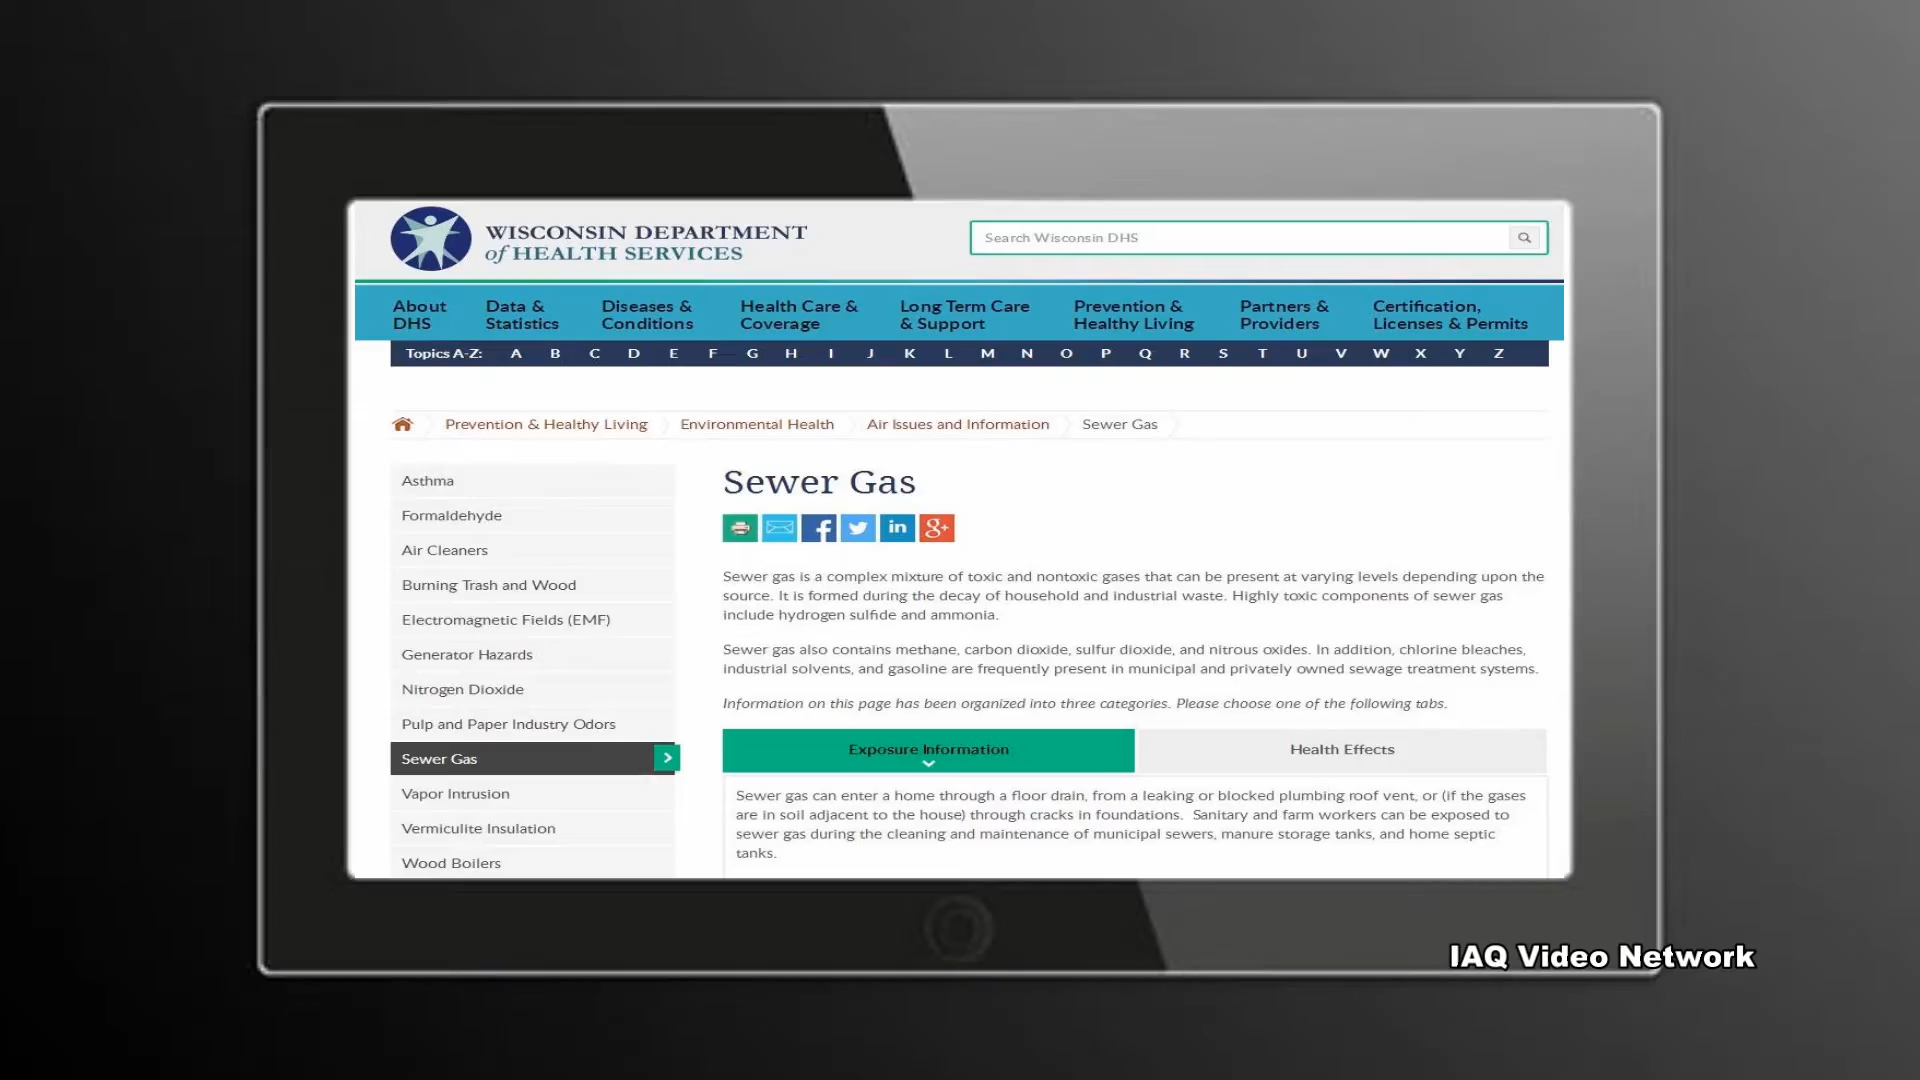 WISCONSIN DEPARTMENT
of HEALTH SERVICES
Search Wisconsin DHS
About DHS
Data & Statistics
Diseases & Conditions
Health Care & Coverage
Long Term Care & Support
Prevention & Healthy Living
Partners & Providers
Certification, Licenses & Permits
Topics A-Z: A B C D E F G H I J K L M N O P Q R S T U V W X Y Z
Prevention & Healthy Living Environmental Health Air Issues and Information Sewer Gas
Asthma
Formaldehyde
Air Cleaners
Burning Trash and Wood
Electromagnetic Fields (EMF)
Generator Hazards
Nitrogen Dioxide
Pulp and Paper Industry Odors
Sewer Gas
Vapor Intrusion
Vermiculite Insulation
Wood Boilers
Sewer Gas
f in g+
Sewer gas is a complex mixture of toxic and nontoxic gases that can be present at varying levels depending upon the
source. It is formed during the decay of household and industrial waste. Highly toxic components of sewer gas
include hydrogen sulfide and ammonia.
Sewer gas also contains methane, carbon dioxide, sulfur dioxide, and nitrous oxides. In addition, chlorine bleaches,
industrial solvents, and gasoline are frequently present in municipal and privately owned sewage treatment systems.
Information on this page has been organized into three categories. Please choose one of the following tabs.
Exposure Information
Health Effects
Sewer gas can enter a home through a floor drain, from a leaking or blocked plumbing roof vent, or (if the gases
are in soil adjacent to the house) through cracks in foundations. Sanitary and farm workers can be exposed to
sewer gas during the cleaning and maintenance of municipal sewers, manure storage tanks, and home septic
tanks.
IAQ Video Network